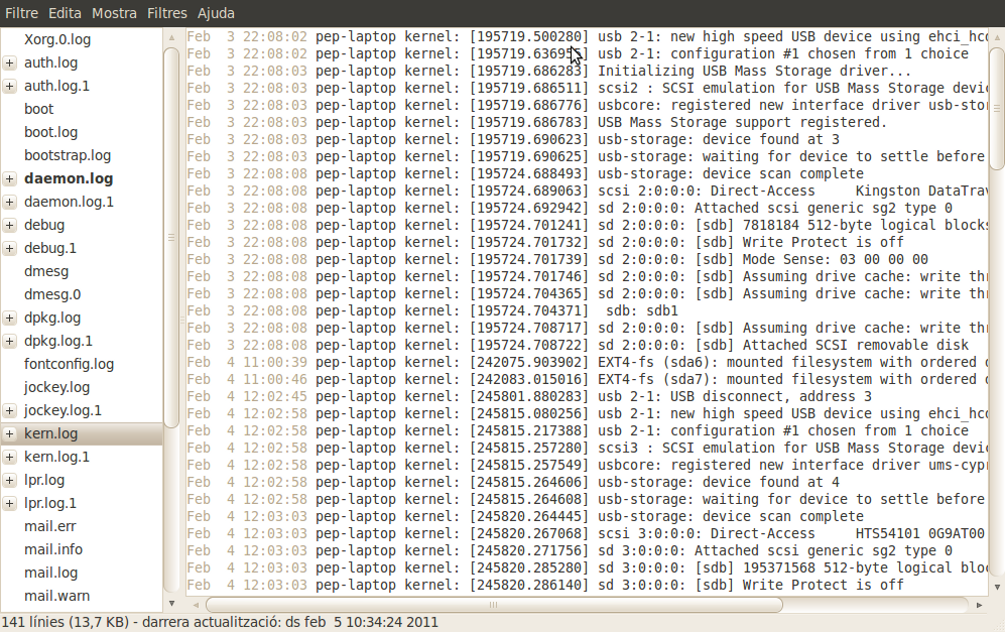 Filtre Edita Mostra Filtres Ajuda
Xorg.0.log
auth.log
auth.log.1
boot
boot.log
bootstrap.log
daemon.log
daemon.log.1
debug
debug.1
dmesg
dmesg.0
dpkg.log
dpkg.log.1
fontconfig.log
jockey.log
jockey.log.1
kern.log
kern.log.1
lpr.log
lpr.log.1
mail.err
mail.info
mail.log
mail.warn
Feb 3 22:08:02 pep-laptop kernel: [195719.500280] usb 2-1: new high speed USB device using ehci_hcd
Feb 3 22:08:02 pep-laptop kernel: usb 2-1: configuration #1 chosen from 1 choice
Feb 3 22:08:03 pep-laptop kernel: [195719.686283] Initializing USB Mass Storage driver...
Feb 3 22:08:03 pep-laptop kernel: [195719.686511] scsi2 : SCSI emulation for USB Mass Storage devic
Feb 3 22:08:03 pep-laptop kernel: [195719.686776] usbcore: registered new interface driver usb-stor
Feb 3 22:08:03 pep-laptop kernel: [195719.686783] USB Mass Storage support registered.
Feb 3 22:08:03 pep-laptop kernel: [195719.690623] usb-storage: device found at 3
Feb 3 22:08:03 pep-laptop kernel: [195719.690625] usb-storage: waiting for device to settle before
Feb 3 22:08:08 pep-laptop kernel: [195724.688493] usb-storage: device scan complete
Feb 3 22:08:08 pep-laptop kernel: [195724.689063] scsi 2:0:0:0: Direct-Access Kingston DataTrav
Feb 3 22:08:08 pep-laptop kernel: [195724.692942] sd 2:0:0:0: Attached scsi generic sg2 type 0
Feb 3 22:08:08 pep-laptop kernel: [195724.701241] sd 2:0:0:0: [sdb] 7818184 512-byte logical blocks
Feb 3 22:08:08 pep-laptop kernel: [195724.701732] sd 2:0:0:0: [sdb] Write Protect is off
Feb 3 22:08:08 pep-laptop kernel: [195724.701739] sd 2:0:0:0: [sdb] Mode Sense: 03 00 00 00
Feb 3 22:08:08 pep-laptop kernel: [195724.701746] sd 2:0:0:0: [sdb] Assuming drive cache: write thr
Feb 3 22:08:08 pep-laptop kernel: [195724.704365] sd 2:0:0:0: [sdb] Assuming drive cache: write thr
Feb 3 22:08:08 pep-laptop kernel: [195724.704371] sdb: sdb1
Feb 3 22:08:08 pep-laptop kernel: [195724.708717] sd 2:0:0:0: [sdb] Assuming drive cache: write thr
Feb 3 22:08:08 pep-laptop kernel: [195724.708722] sd 2:0:0:0: [sdb] Attached SCSI removable disk
Feb 4 11:00:39 pep-laptop kernel: [242075.903902] EXT4-fs (sda6): mounted filesystem with ordered d
Feb 4 11:00:46 pep-laptop kernel: [242083.015016] EXT4-fs (sda7): mounted filesystem with ordered d
Feb 4 12:02:45 pep-laptop kernel: [245801.880283] usb 2-1: USB disconnect, address 3
Feb 4 12:02:58 pep-laptop kernel: [245815.080256] usb 2-1: new high speed USB device using ehci_hcd
Feb 4 12:02:58 pep-laptop kernel: [245815.217388] usb 2-1: configuration #1 chosen from 1 choice
Feb 4 12:02:58 pep-laptop kernel: [245815.257280] scsi3 : SCSI emulation for USB Mass Storage devic
Feb 4 12:02:58 pep-laptop kernel: [245815.257549] usbcore: registered new interface driver ums-cypr
Feb 4 12:02:58 pep-laptop kernel: [245815.264606] usb-storage: device found at 4
Feb 4 12:02:58 pep-laptop kernel: [245815.264608] usb-storage: waiting for device to settle before
Feb 4 12:03:03 pep-laptop kernel: [245820.264445] usb-storage: device scan complete
Feb 4 12:03:03 pep-laptop kernel: [245820.267068] scsi 3:0:0:0: Direct-Access HTS54101 0G9AT00
Feb 4 12:03:03 pep-laptop kernel: [245820.271756] sd 3:0:0:0: Attached scsi generic sg2 type 0
Feb 4 12:03:03 pep-laptop kernel: [245820.285280] sd 3:0:0:0: [sdb] 195371568 512-byte logical bloc
Feb 4 12:03:03 pep-laptop kernel: [245820.286140] sd 3:0:0:0: [sdb] Write Protect is off
141 línies (13,7 KB) - darrera actualització: ds feb 5 10:34:24 2011